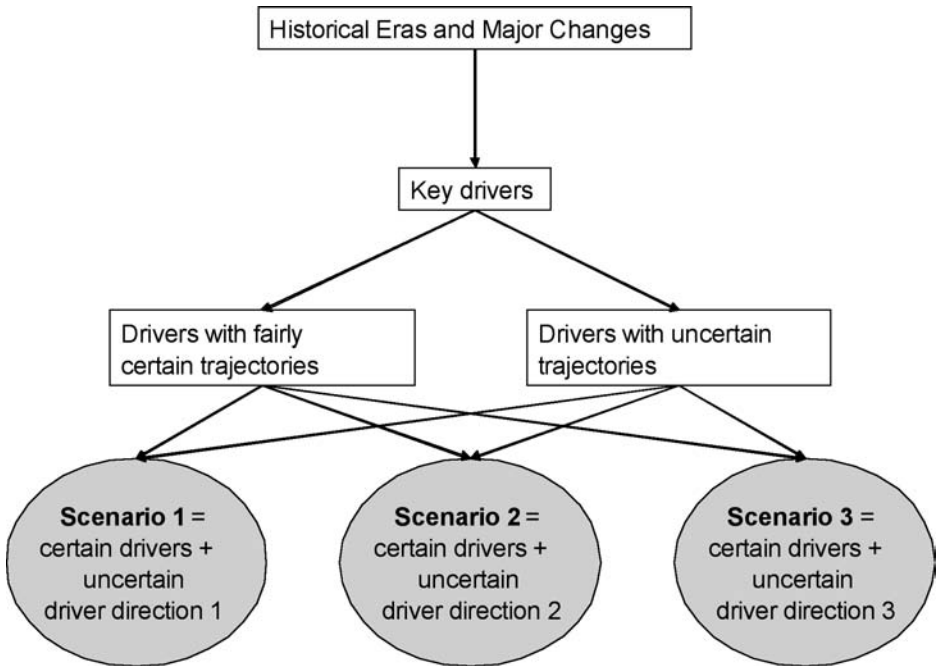 Historical Eras and Major Changes
Key drivers
Drivers with fairly
certain trajectories
Drivers with uncertain
trajectories
Scenario 1 =
certain drivers +
uncertain
driver direction 1
Scenario 2 =
certain drivers +
uncertain
driver direction 2
Scenario 3 =
certain drivers +
uncertain
driver direction 3